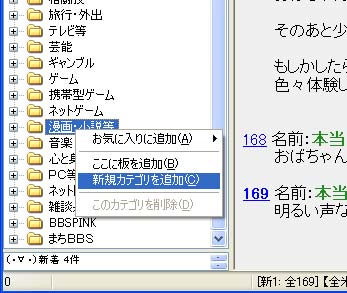 格闘技
旅行・外出
テレビ等
芸能
ギャンブル
ゲーム
携帯型ゲーム
ネットゲーム
漫画・小説等
音楽
心と身
PC等
ネット
雑談
BBSPINK
まちBBS
お気に入りに追加(A)
ここに板を追加(B)
新規カテゴリを追加(C)
このカテゴリを削除(D)
(・∀・)新着 4件
0
[新1: 全169] 【全米
そのあと少
もしかしたら
色々体験し
168 名前：本当
おばちゃん
169 名前：本当
明るい声な